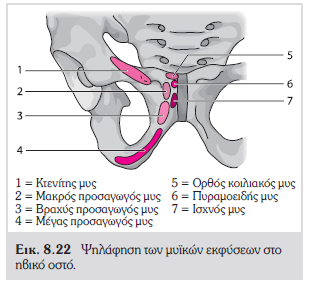 1
2
3
4
5
6
7
1 = Κτενίτης μυς
2 = Μακρός προσαγωγός μυς
3 = Βραχύς προσαγωγός μυς
4 = Μέγας προσαγωγός μυς
5 = Ορθός κοιλιακός μυς
6 = Πυραμοειδής μυς
7 = Ισχνός μυς
Εικ. 8.22 Ψηλάφηση των μυϊκών εκφύσεων στο
ηβικό οστό.